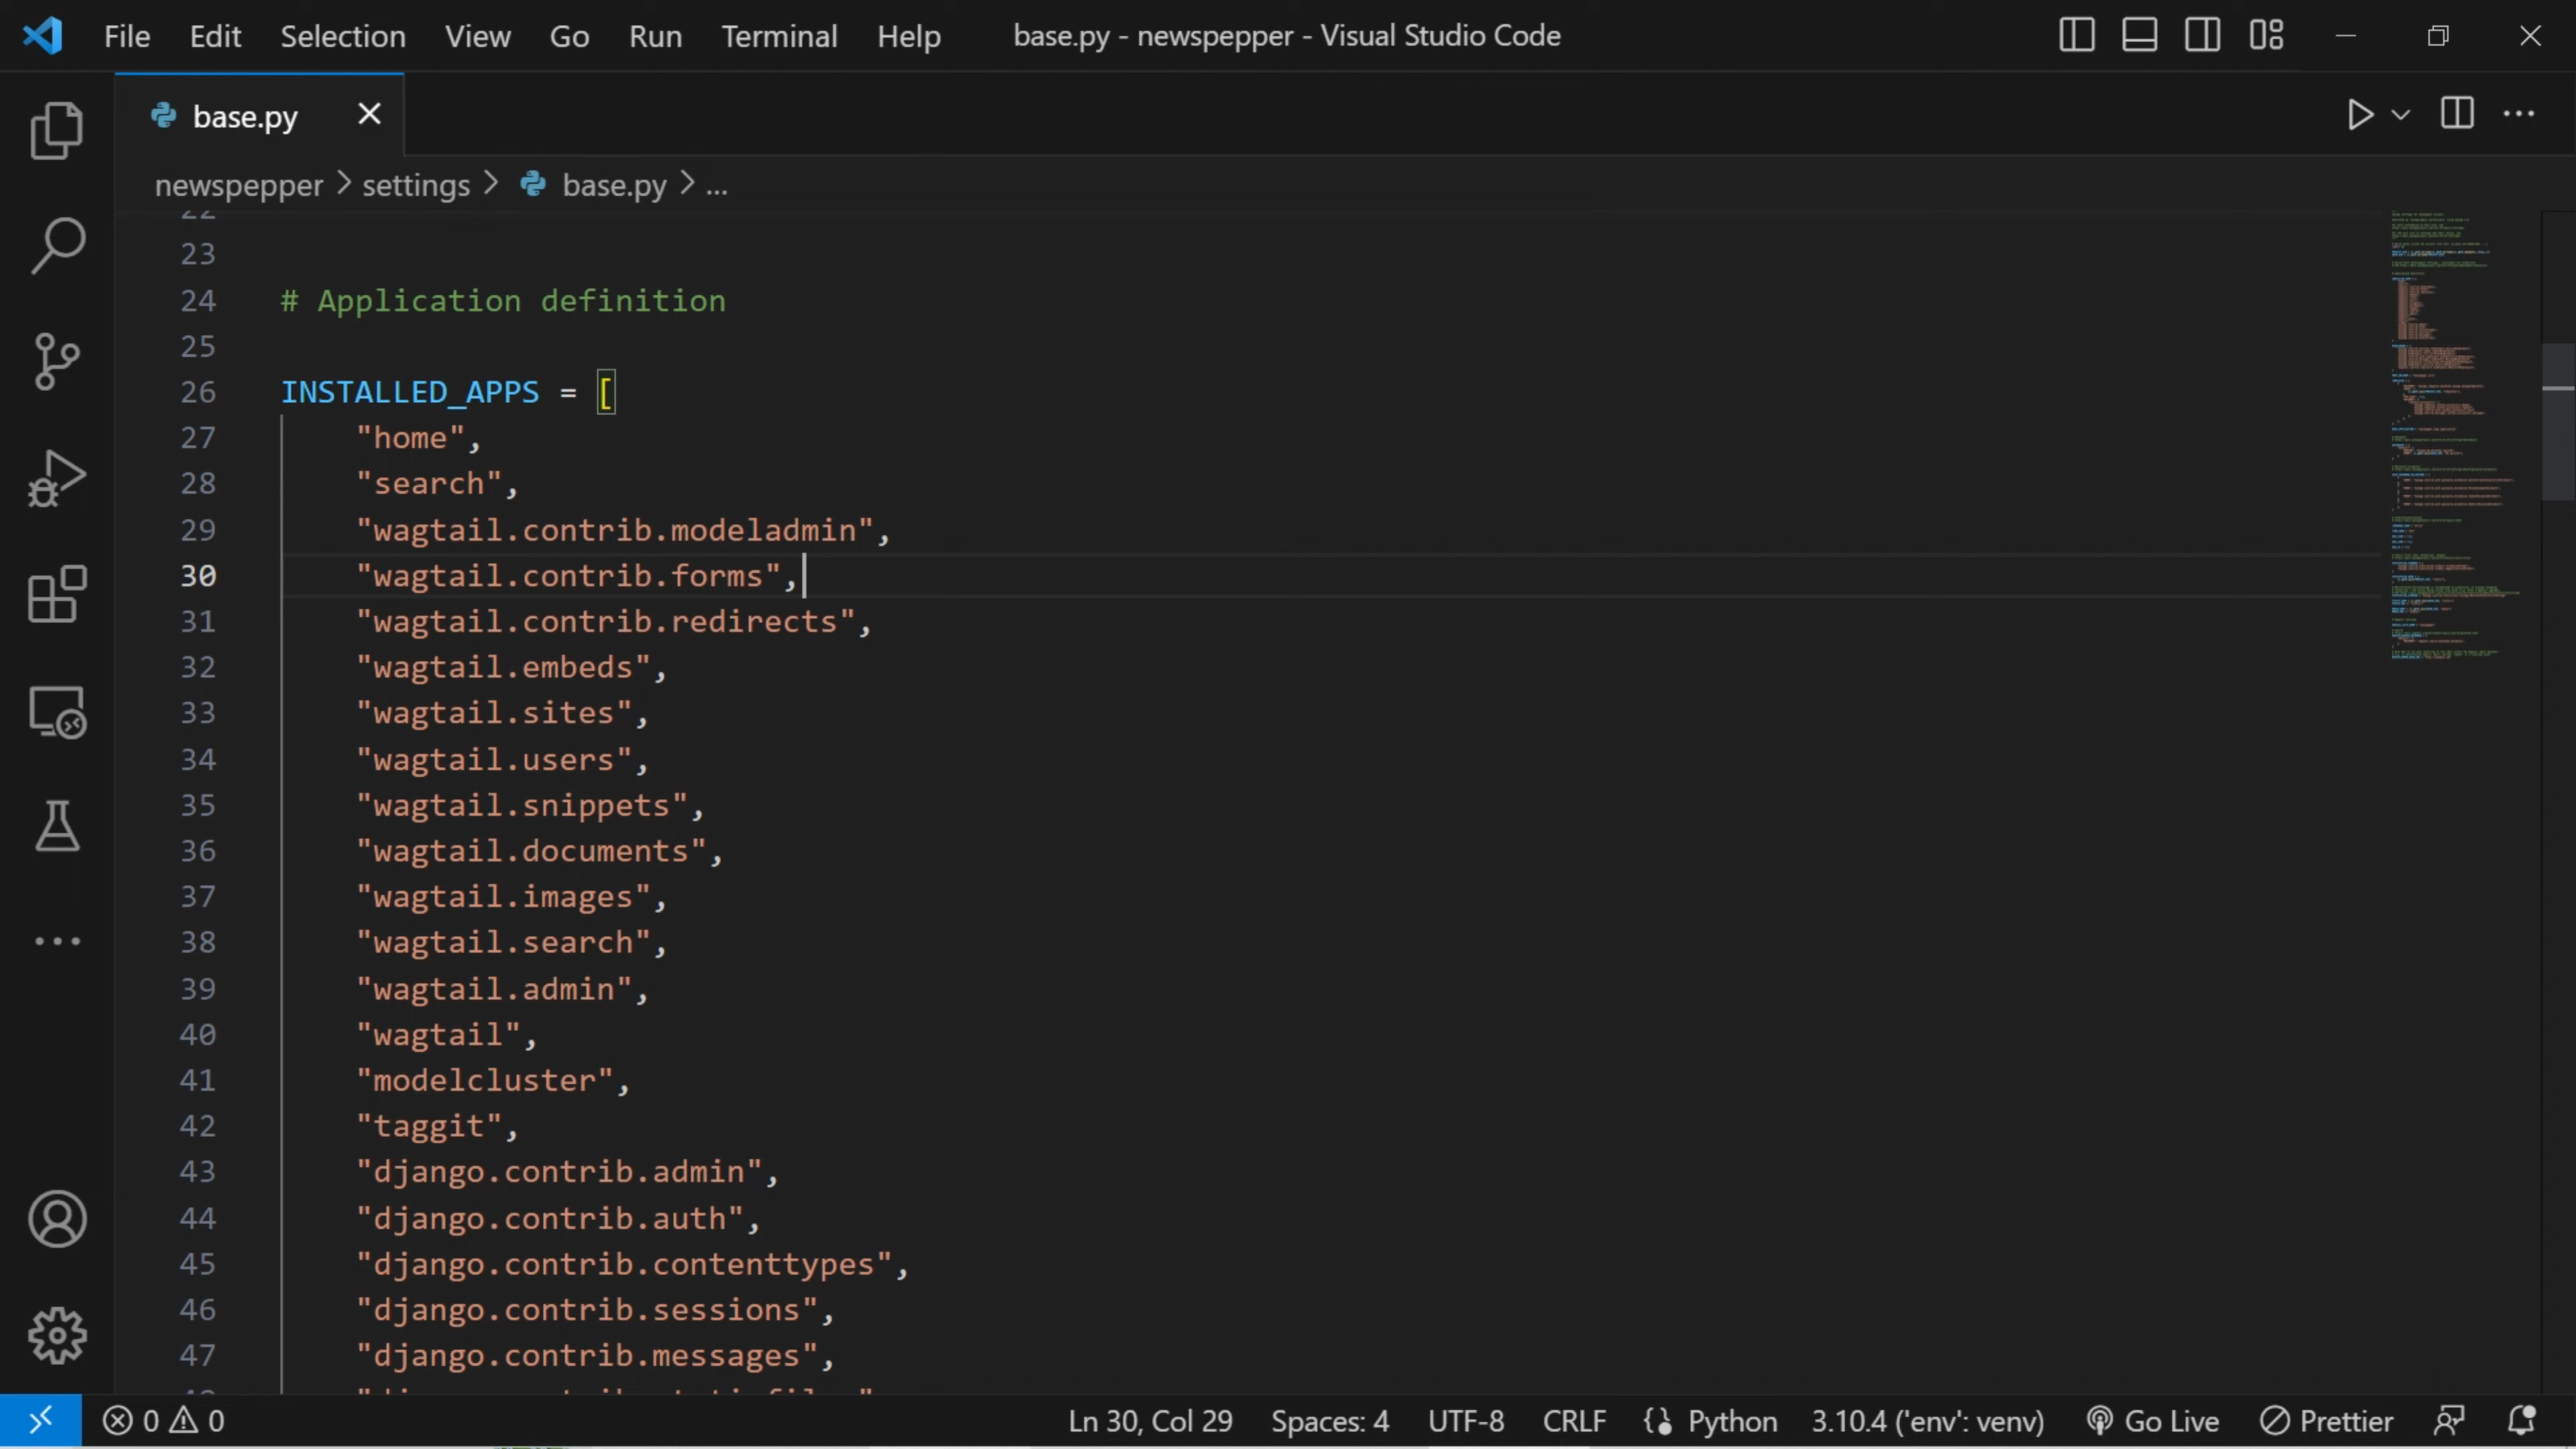 File Edit Selection View Go Run Terminal Help base.py - newspepper - Visual Studio Code
base.py
newspepper > settings > base.py > ...
22
23
24 # Application definition
25
26 INSTALLED_APPS = [
27 "home",
28 "search",
29 "wagtail.contrib.modeladmin",
30 "wagtail.contrib.forms",
31 "wagtail.contrib.redirects",
32 "wagtail.embeds",
33 "wagtail.sites",
34 "wagtail.users",
35 "wagtail.snippets",
36 "wagtail.documents",
37 "wagtail.images",
38 "wagtail.search",
39 "wagtail.admin",
40 "wagtail",
41 "modelcluster",
42 "taggit",
43 "django.contrib.admin",
44 "django.contrib.auth",
45 "django.contrib.contenttypes",
46 "django.contrib.sessions",
47 "django.contrib.messages",
0 0 Ln 30, Col 29 Spaces: 4 UTF-8 CRLF {} Python 3.10.4 ('env': venv) Go Live Prettier